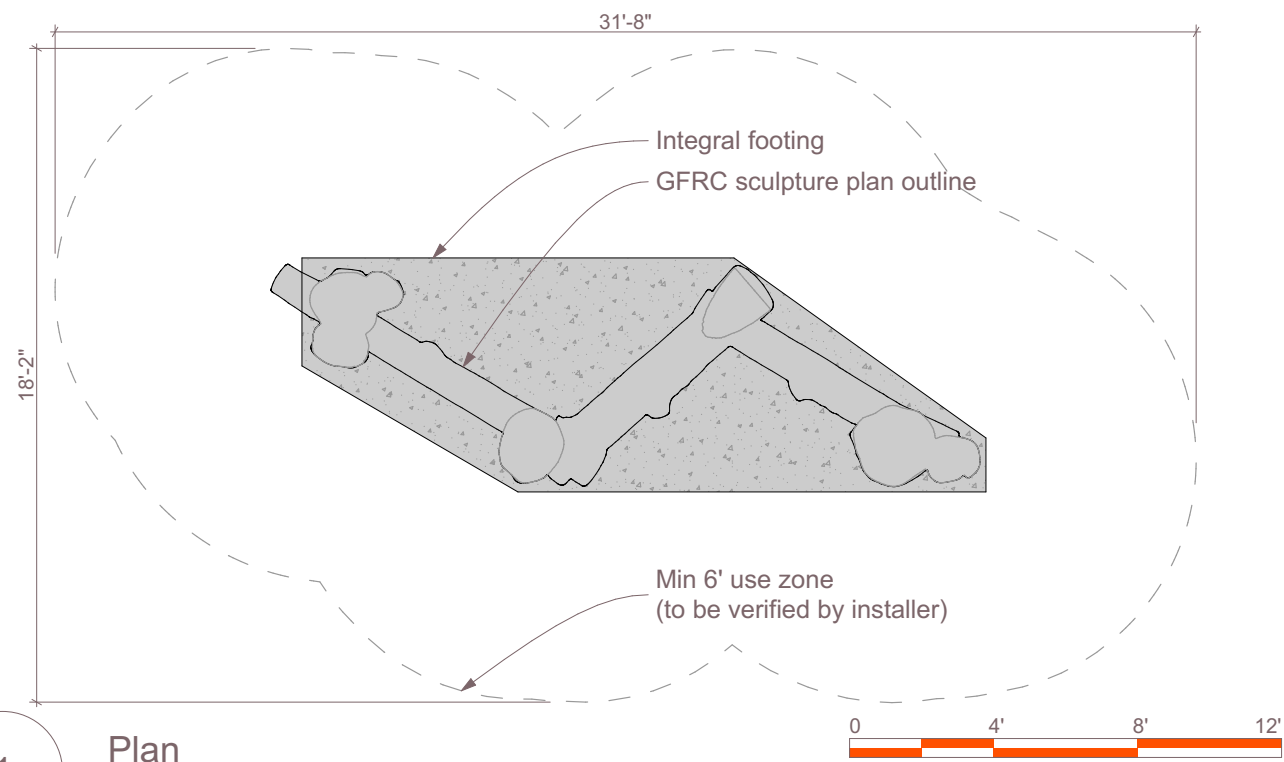 31'-8"
Integral footing
GFRC sculpture plan outline
18'-2"
Min 6' use zone
(to be verified by installer)
Plan
0 4' 8' 12'